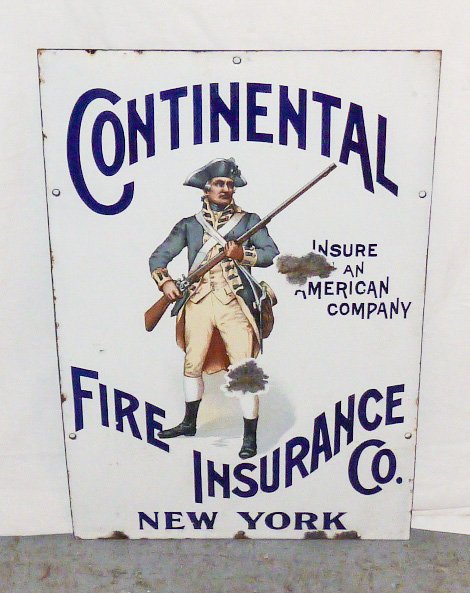 CONTINENTAL
INSURE
AN
AMERICAN
COMPANY
FIRE
INSURANCE
CO.
NEW YORK